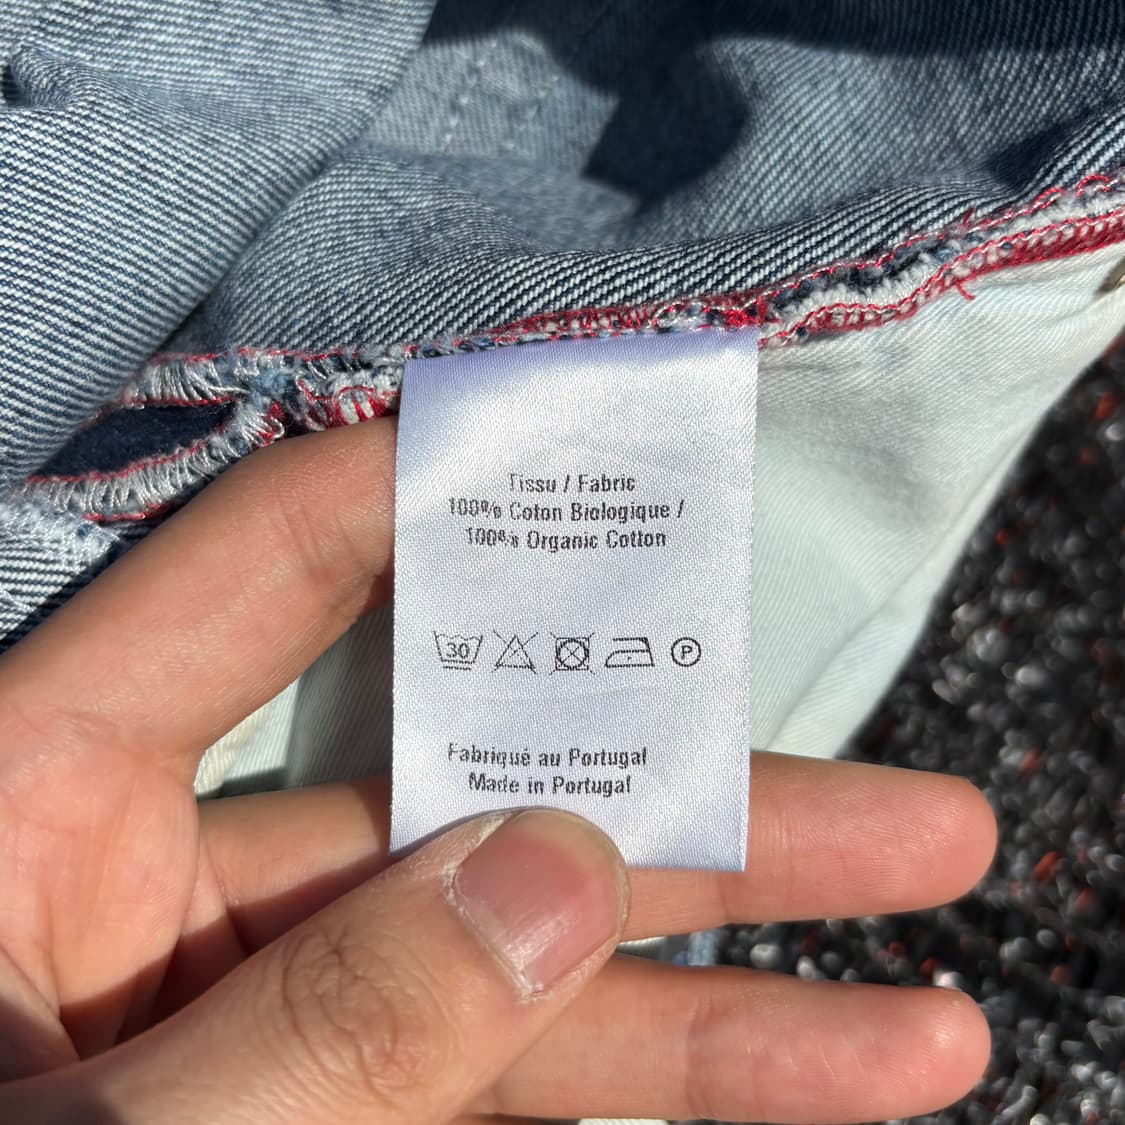 Tissu / Fabric
100% Coton Biologique /
100% Organic Cotton
30 P
Fabriqué au Portugal
Made in Portugal